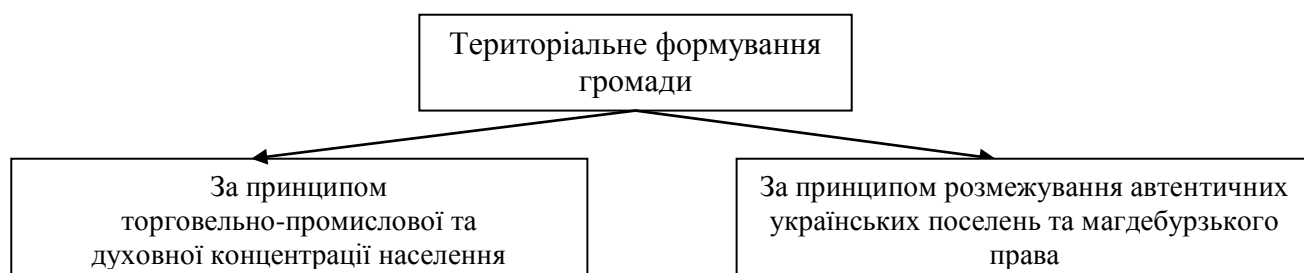 Територіальне формування
громади
За принципом
торговельно-промислової та
духовної концентрації населення
За принципом розмежування автентичних
українських поселень та магдебурзького
права